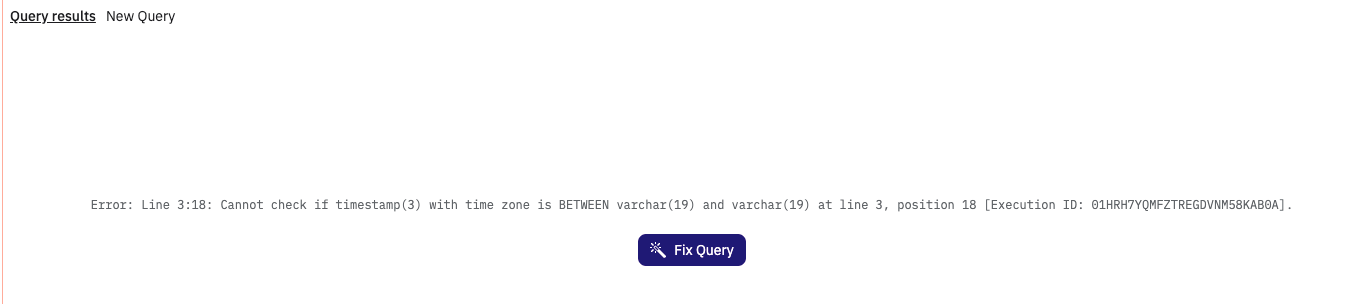 Query results New Query
Error: Line 3:18: Cannot check if timestamp(3) with time zone is BETWEEN varchar(19) and varchar(19) at line 3, position 18 [Execution ID: 01HRH7YQMFZTREGDVNM58KAB0A].
Fix Query